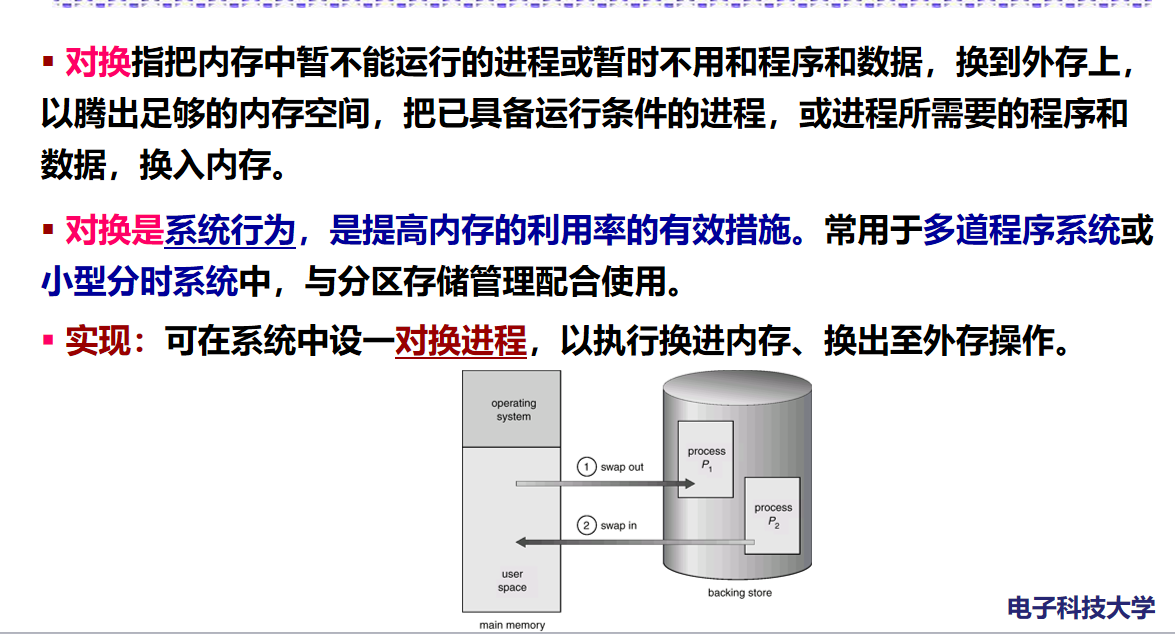 ▪ 对换指把内存中暂不能运行的进程或暂时不用和程序和数据，换到外存上，
以腾出足够的内存空间，把已具备运行条件的进程，或进程所需要的程序和
数据，换入内存。
▪ 对换是系统行为，是提高内存的利用率的有效措施。常用于多道程序系统或
小型分时系统中，与分区存储管理配合使用。
▪ 实现：可在系统中设一对换进程，以执行换进内存、换出至外存操作。
operating
system
process
P1
① swap out
process
P2
② swap in
user
space
backing store
main memory
电子科技大学